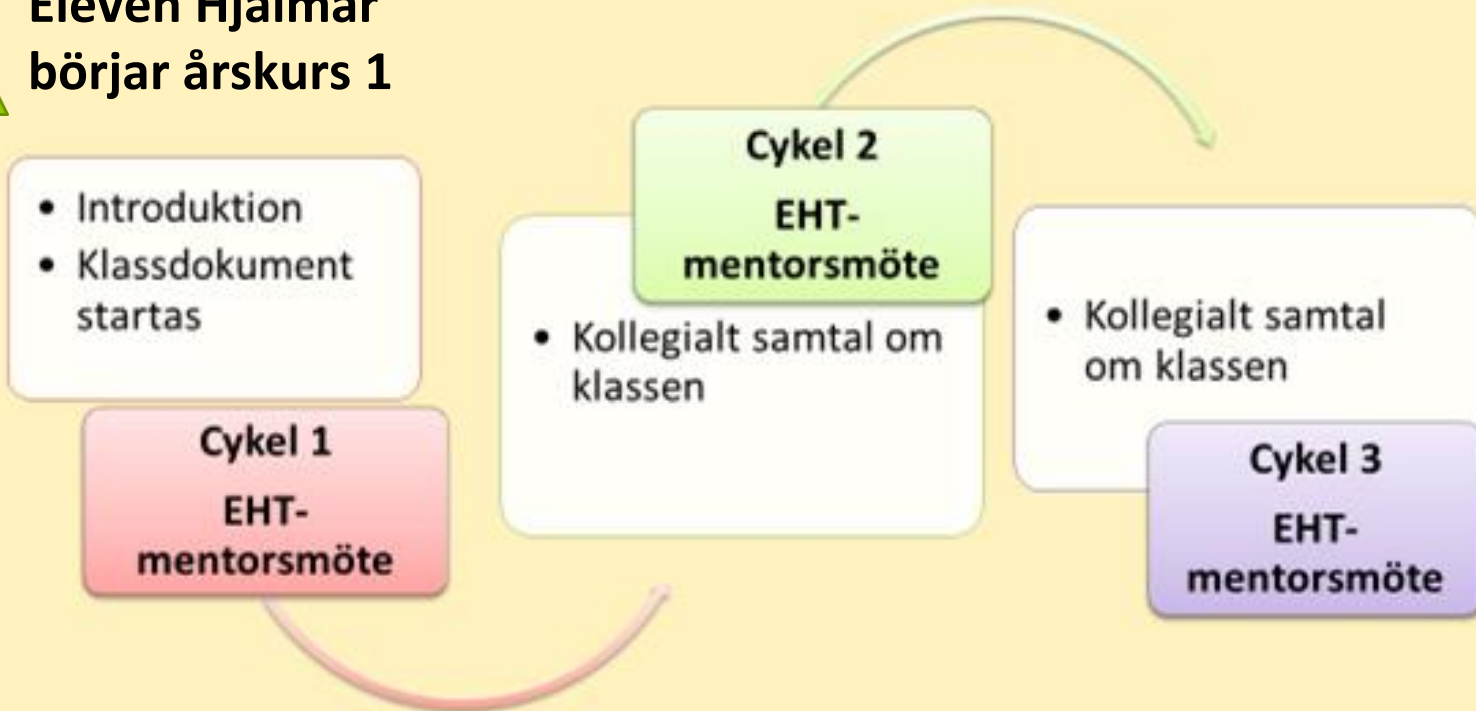 Eleven Hjalmar
börjar årskurs 1
• Introduktion
• Klassdokument
startas
Cykel 1
EHT-
mentorsmöte
Cykel 2
EHT-
mentorsmöte
• Kollegialt samtal om
klassen
• Kollegialt samtal
om klassen
Cykel 3
EHT-
mentorsmöte